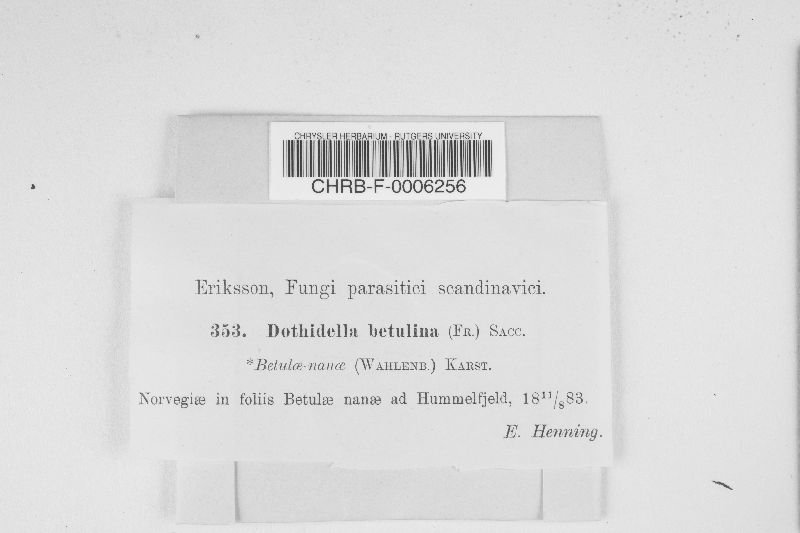 CHRYSLER HERBARIUM - RUTGERS UNIVERSITY
CHRB-F-0006256
Eriksson, Fungi parasitici scandinavici.
353. Dothidella betulina (Fr.) Sacc.
*Betulæ-nanæ (Wahlenb.) Karst.
Norvegiæ in foliis Betulæ nanæ ad Hummelfjeld, 18¹¹/₈83.
E. Henning.